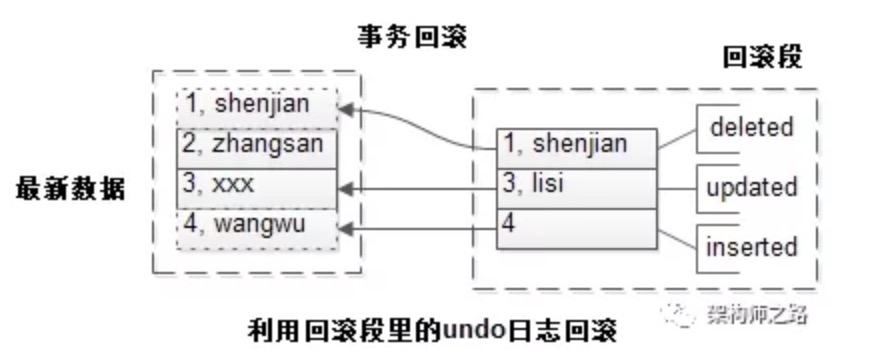 事务回滚
回滚段
最新数据
1, shenjian
2, zhangsan
3, xxx
4, wangwu
1, shenjian
3, lisi
4
deleted
updated
inserted
利用回滚段里的undo日志回滚
架构师之路